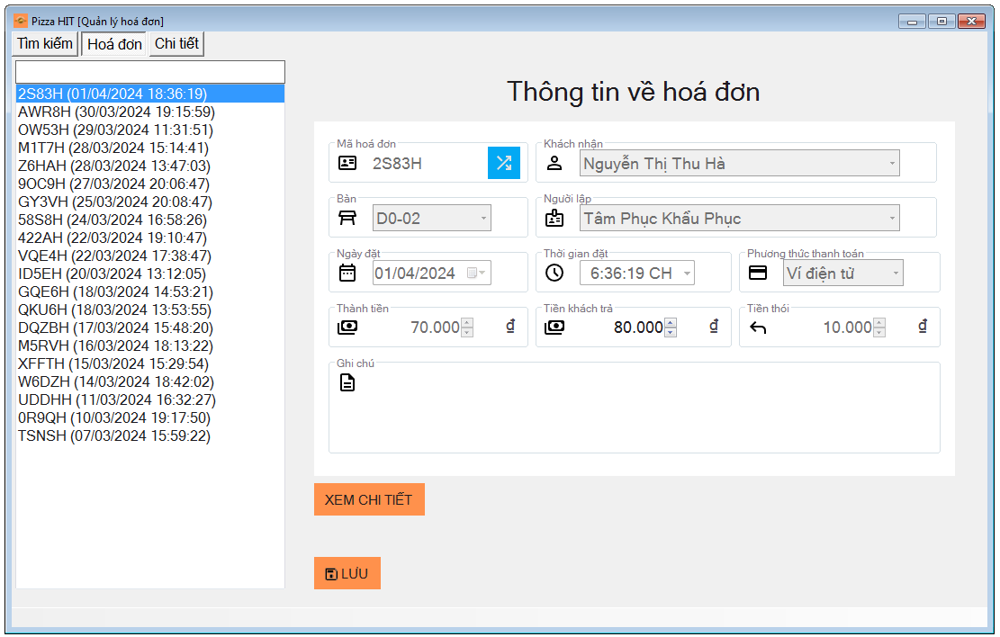 Pizza HIT [Quản lý hoá đơn]
Tìm kiếm Hoá đơn Chi tiết
2S83H (01/04/2024 18:36:19)
AWR8H (30/03/2024 19:15:59)
OW53H (29/03/2024 11:31:51)
M1T7H (28/03/2024 15:14:41)
Z6HAH (28/03/2024 13:47:03)
9OC9H (27/03/2024 20:06:47)
GY3VH (25/03/2024 20:08:47)
58S8H (24/03/2024 16:58:26)
422AH (22/03/2024 19:10:47)
VQE4H (22/03/2024 17:38:47)
ID5EH (20/03/2024 13:12:05)
GQE6H (18/03/2024 14:53:21)
QKU6H (18/03/2024 13:53:55)
DQZBH (17/03/2024 15:48:20)
M5RVH (16/03/2024 18:13:22)
XFFTH (15/03/2024 15:29:54)
W6DZH (14/03/2024 18:42:02)
UDDHH (11/03/2024 16:32:27)
0R9QH (10/03/2024 19:17:50)
TSNSH (07/03/2024 15:59:22)
Thông tin về hoá đơn
Mã hoá đơn Khách nhận
2S83H Nguyễn Thị Thu Hà
Bàn Người lập
D0-02 Tâm Phục Khẩu Phục
Ngày đặt Thời gian đặt Phương thức thanh toán
01/04/2024 6:36:19 CH Ví điện tử
Thành tiền Tiền khách trả Tiền thói
70.000 ₫ 80.000 ₫ 10.000 ₫
Ghi chú
XEM CHI TIẾT
LƯU